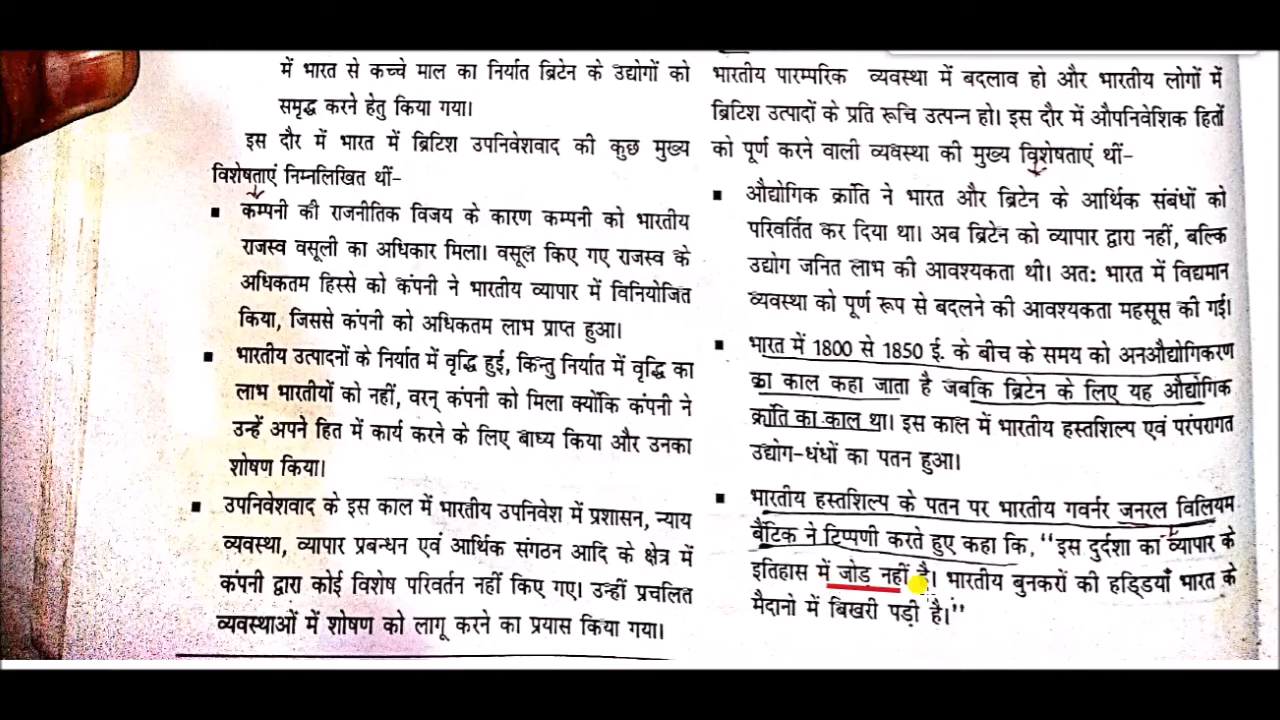 में भारत से कच्चे माल का निर्यात ब्रिटेन के उद्योगों को
समृद्ध करने हेतु किया गया।
इस दौर में भारत में ब्रिटिश उपनिवेशवाद की कुछ मुख्य
विशेषताएं निम्नलिखित थीं-
▪ कम्पनी की राजनीतिक विजय के कारण कम्पनी को भारतीय
राजस्व वसूली का अधिकार मिला। वसूल किए गए राजस्व के
अधिकतम हिस्से को कंपनी ने भारतीय व्यापार में विनियोजित
किया, जिससे कंपनी को अधिकतम लाभ प्राप्त हुआ।
▪ भारतीय उत्पादनों के निर्यात में वृद्धि हुई, किन्तु निर्यात में वृद्धि का
लाभ भारतीयों को नहीं, वरन् कंपनी को मिला क्योंकि कंपनी ने
उन्हें अपने हित में कार्य करने के लिए बाध्य किया और उनका
शोषण किया।
▪ उपनिवेशवाद के इस काल में भारतीय उपनिवेश में प्रशासन, न्याय
व्यवस्था, व्यापार प्रबन्धन एवं आर्थिक संगठन आदि के क्षेत्र में
कंपनी द्वारा कोई विशेष परिवर्तन नहीं किए गए। उन्हीं प्रचलित
व्यवस्थाओं में शोषण को लागू करने का प्रयास किया गया।
भारतीय पारम्परिक व्यवस्था में बदलाव हो और भारतीय लोगों में
ब्रिटिश उत्पादों के प्रति रूचि उत्पन्न हो। इस दौर में औपनिवेशिक हितों
को पूर्ण करने वाली व्यवस्था की मुख्य विशेषताएं थीं-
▪ औद्योगिक क्रांति ने भारत और ब्रिटेन के आर्थिक संबंधों को
परिवर्तित कर दिया था। अब ब्रिटेन को व्यापार द्वारा नहीं, बल्कि
उद्योग जनित लाभ की आवश्यकता थी। अतः भारत में विद्यमान
व्यवस्था को पूर्ण रूप से बदलने की आवश्यकता महसूस की गई।
▪ भारत में 1800 से 1850 ई. के बीच के समय को अनऔद्योगिकरण
का काल कहा जाता है जबकि ब्रिटेन के लिए यह औद्योगिक
क्रांति का काल था। इस काल में भारतीय हस्तशिल्प एवं परंपरागत
उद्योग-धंधों का पतन हुआ।
▪ भारतीय हस्तशिल्प के पतन पर भारतीय गवर्नर जनरल विलियम
बैंटिक ने टिप्पणी करते हुए कहा कि, “इस दुर्दशा का व्यापार के
इतिहास में जोड नहीं है। भारतीय बुनकरों की हड्डियाँ भारत के
मैदानो में बिखरी पड़ी है।”